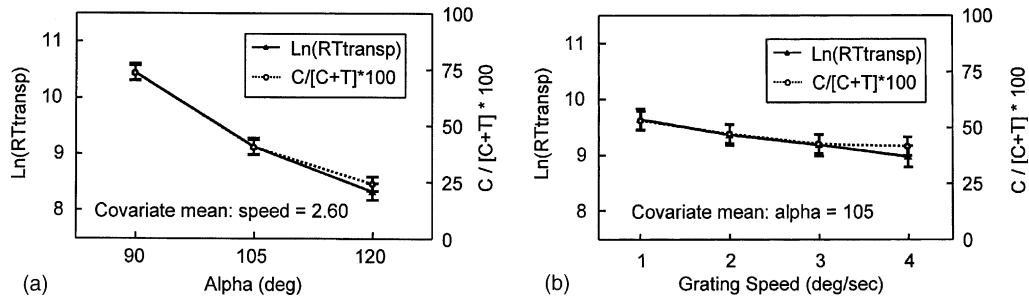 Ln(RTtransp)
11
10
9
8
Ln(RTtransp)
C/[C+T]*100
Covariate mean: speed = 2.60
100
75
50
25
0
C / [C+T] * 100
90
105
120
(a)
Alpha (deg)
Ln(RTtransp)
11
10
9
8
Ln(RTtransp)
C/[C+T]*100
Covariate mean: alpha = 105
100
75
50
25
0
C / [C+T] * 100
1
2
3
4
(b)
Grating Speed (deg/sec)